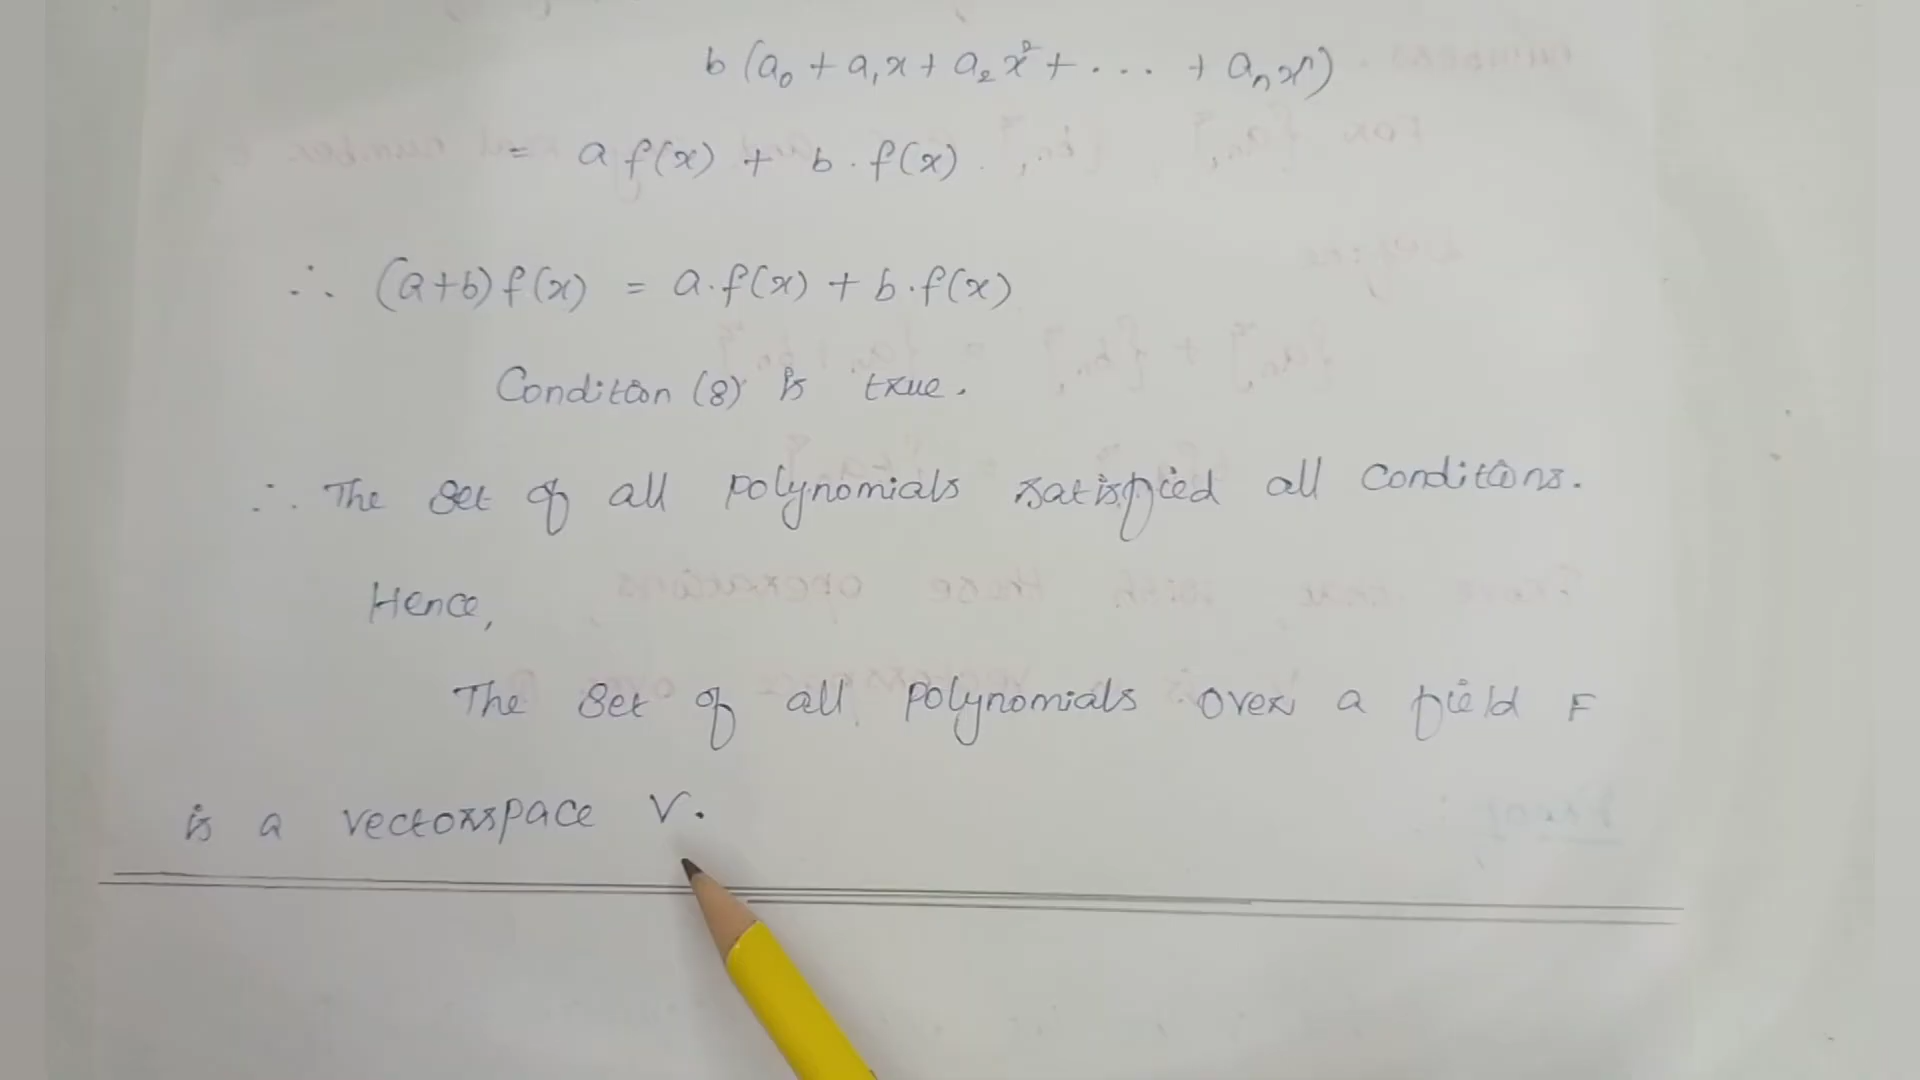 b (a₀ + a₁x + a₂x² + ... + aₙxⁿ)
= a f(x) + b . f(x)
∴ (a+b) f(x) = a.f(x) + b.f(x)
Condition (8) is true.
∴ The set of all polynomials satisfied all conditions.
Hence,
The set of all polynomials over a field F
is a vectorspace V.